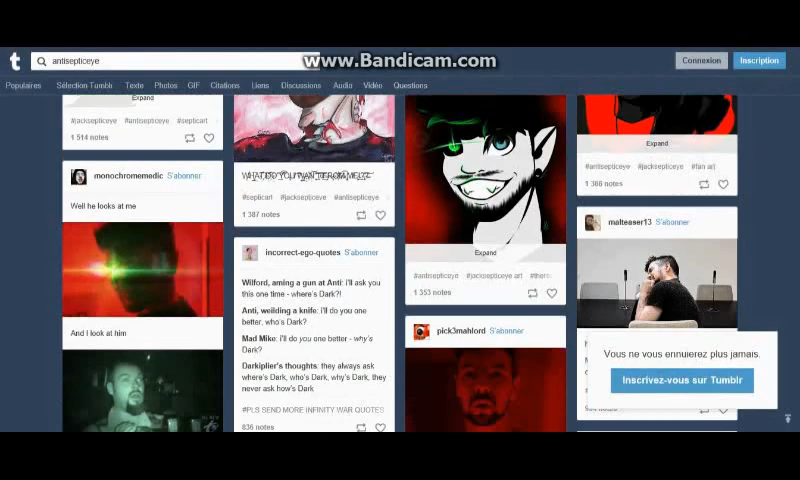 www.Bandicam.com
t
antisepticeye
Connexion
Inscription
Populaires
Sélection Tumblr
Texte
Photos
GIF
Citations
Liens
Discussions
Audio
Vidéo
Questions
Expand
#jacksepticeye #antisepticeye #septicart
1 514 notes
monochromemedic S'abonner
Well he looks at me
And I look at him
#septicart #jacksepticeye #antisepticeye
1 387 notes
incorrect-ego-quotes S'abonner
Wilford, aming a gun at Anti: i'll ask you
this one time - where's Dark?!
Anti, weilding a knife: i'll do you one
better, who's Dark?
Mad Mike: i'll do you one better - why's
Dark?
Darkiplier's thoughts: they always ask
where's Dark, who's Dark, why's Dark, they
never ask how's Dark
#PLS SEND MORE INFINITY WAR QUOTES
836 notes
Expand
#antisepticeye #jacksepticeye art
1 353 notes
pick3mahlord S'abonner
Expand
#antisepticeye #jacksepticeye #fan art
1 366 notes
malteaser13 S'abonner
Vous ne vous ennuierez plus jamais.
Inscrivez-vous sur Tumblr